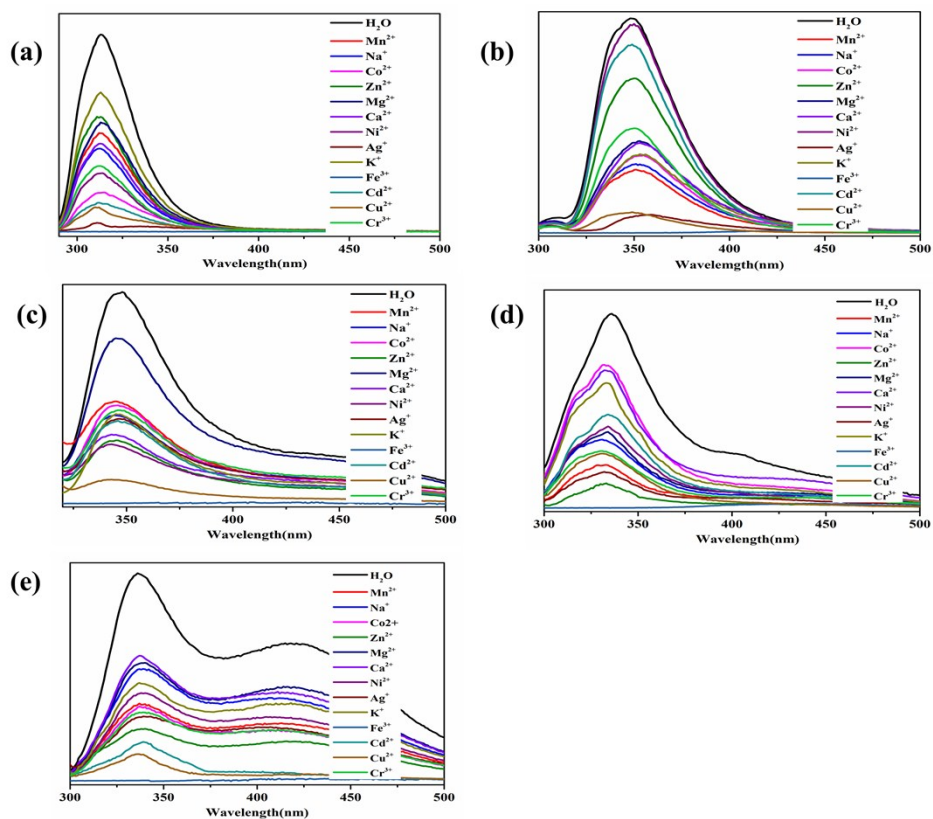 (a)
H₂O
Mn²⁺
Na⁺
Co²⁺
Zn²⁺
Mg²⁺
Ca²⁺
Ni²⁺
Ag⁺
K⁺
Fe³⁺
Cd²⁺
Cu²⁺
Cr³⁺
300 350 400 450 500
Wavelength(nm)
(b)
H₂O
Mn²⁺
Na⁺
Co²⁺
Zn²⁺
Mg²⁺
Ca²⁺
Ni²⁺
Ag⁺
K⁺
Fe³⁺
Cd²⁺
Cu²⁺
Cr³⁺
300 350 400 450 500
Wavalemgth(nm)
(c)
H₂O
Mn²⁺
Na⁺
Co²⁺
Zn²⁺
Mg²⁺
Ca²⁺
Ni²⁺
Ag⁺
K⁺
Fe³⁺
Cd²⁺
Cu²⁺
Cr³⁺
350 400 450 500
Wavelength(nm)
(d)
H₂O
Mn²⁺
Na⁺
Co²⁺
Zn²⁺
Mg²⁺
Ca²⁺
Ni²⁺
Ag⁺
K⁺
Fe³⁺
Cd²⁺
Cu²⁺
Cr³⁺
300 350 400 450 500
Wavelength(nm)
(e)
H₂O
Mn²⁺
Na⁺
Co2+
Zn²⁺
Mg²⁺
Ca²⁺
Ni²⁺
Ag⁺
K⁺
Fe³⁺
Cd²⁺
Cu²⁺
Cr³⁺
300 350 400 450 500
Wavelength(nm)